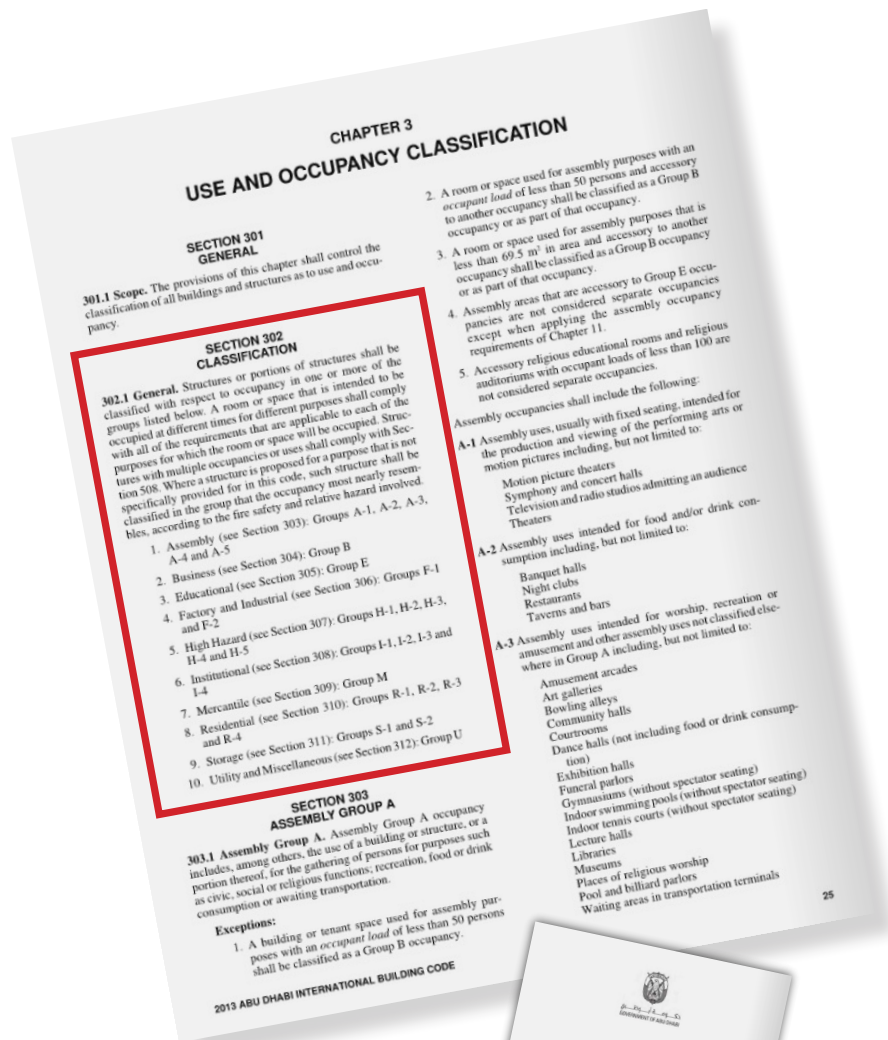 CHAPTER 3
USE AND OCCUPANCY CLASSIFICATION
SECTION 301
GENERAL
301.1 Scope. The provisions of this chapter shall control the
classification of all buildings and structures as to use and occu-
pancy.
SECTION 302
CLASSIFICATION
302.1 General. Structures or portions of structures shall be
classified with respect to occupancy in one or more of the
groups listed below. A room or space that is intended to be
occupied at different times for different purposes shall comply
with all of the requirements that are applicable to each of the
purposes for which the room or space will be occupied. Struc-
tures with multiple occupancies or uses shall comply with Sec-
tion 508. Where a structure is proposed for a purpose that is not
specifically provided for in this code, such structure shall be
classified in the group that the occupancy most nearly resem-
bles, according to the fire safety and relative hazard involved.
1. Assembly (see Section 303): Groups A-1, A-2, A-3,
A-4 and A-5
2. Business (see Section 304): Group B
3. Educational (see Section 305): Group E
4. Factory and Industrial (see Section 306): Groups F-1
and F-2
5. High Hazard (see Section 307): Groups H-1, H-2, H-3,
H-4 and H-5
6. Institutional (see Section 308): Groups I-1, I-2, I-3 and
I-4
7. Mercantile (see Section 309): Group M
8. Residential (see Section 310): Groups R-1, R-2, R-3
and R-4
9. Storage (see Section 311): Groups S-1 and S-2
10. Utility and Miscellaneous (see Section 312): Group U
SECTION 303
ASSEMBLY GROUP A
303.1 Assembly Group A. Assembly Group A occupancy
includes, among others, the use of a building or structure, or a
portion thereof, for the gathering of persons for purposes such
as civic, social or religious functions; recreation, food or drink
consumption or awaiting transportation.
Exceptions:
1. A building or tenant space used for assembly pur-
poses with an occupant load of less than 50 persons
shall be classified as a Group B occupancy.
2. A room or space used for assembly purposes with an
occupant load of less than 50 persons and accessory
to another occupancy shall be classified as a Group B
occupancy or as part of that occupancy.
3. A room or space used for assembly purposes that is
less than 69.5 m² in area and accessory to another
occupancy shall be classified as a Group B occupancy
or as part of that occupancy.
4. Assembly areas that are accessory to Group E occu-
pancies are not considered separate occupancies
except when applying the assembly occupancy
requirements of Chapter 11.
5. Accessory religious educational rooms and religious
auditoriums with occupant loads of less than 100 are
not considered separate occupancies.
Assembly occupancies shall include the following:
A-1 Assembly uses, usually with fixed seating, intended for
the production and viewing of the performing arts or
motion pictures including, but not limited to:
Motion picture theaters
Symphony and concert halls
Television and radio studios admitting an audience
Theaters
A-2 Assembly uses intended for food and/or drink con-
sumption including, but not limited to:
Banquet halls
Night clubs
Restaurants
Taverns and bars
A-3 Assembly uses intended for worship, recreation or
amusement and other assembly uses not classified else-
where in Group A including, but not limited to:
Amusement arcades
Art galleries
Bowling alleys
Community halls
Courtrooms
Dance halls (not including food or drink consump-
tion)
Exhibition halls
Funeral parlors
Gymnasiums (without spectator seating)
Indoor swimming pools (without spectator seating)
Indoor tennis courts (without spectator seating)
Lecture halls
Libraries
Museums
Places of religious worship
Pool and billiard parlors
Waiting areas in transportation terminals
2013 ABU DHABI INTERNATIONAL BUILDING CODE
25
GOVERNMENT OF ABU DHABI